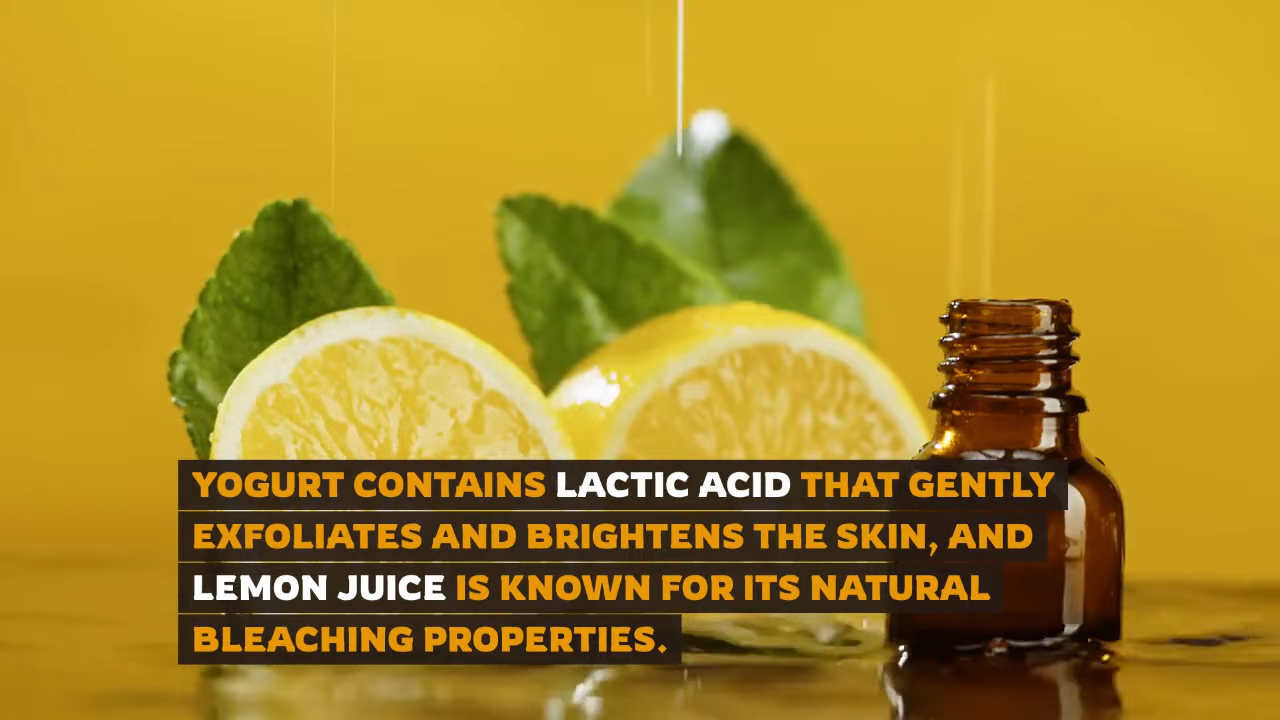 YOGURT CONTAINS LACTIC ACID THAT GENTLY
EXFOLIATES AND BRIGHTENS THE SKIN, AND
LEMON JUICE IS KNOWN FOR ITS NATURAL
BLEACHING PROPERTIES.